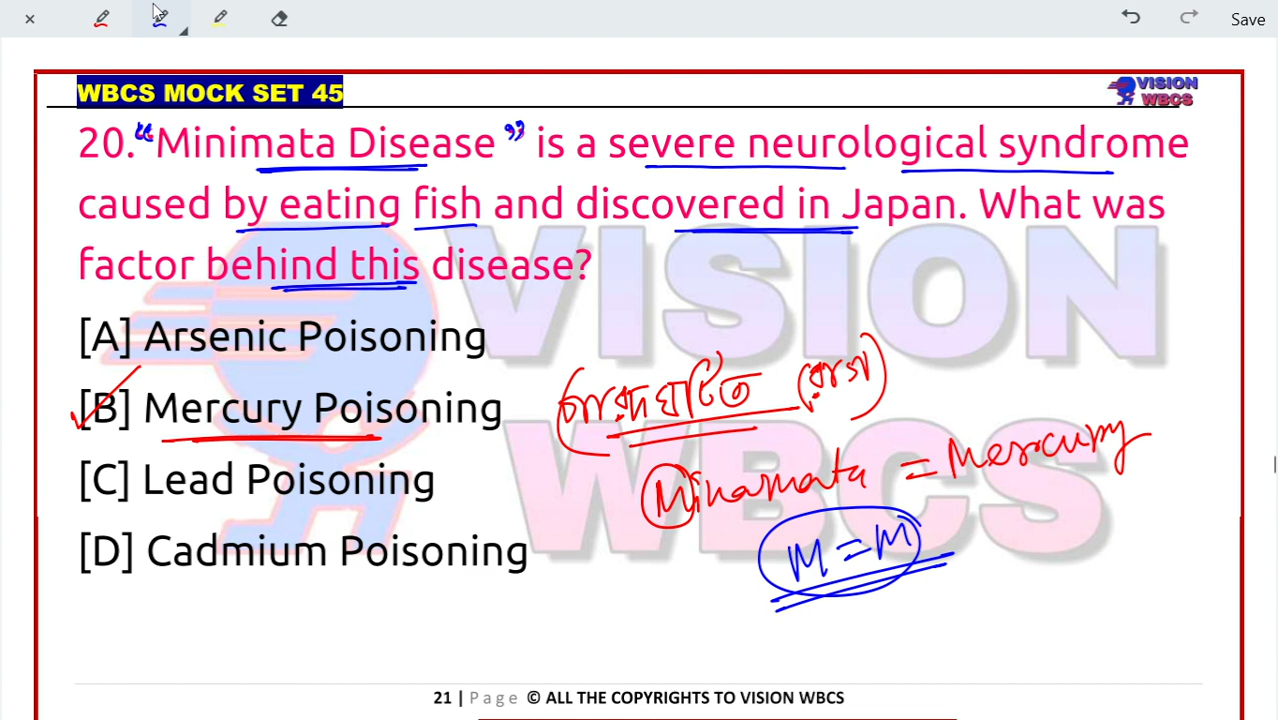 Save
WBCS MOCK SET 45
VISION
WBCS
20. “Minimata Disease ” is a severe neurological syndrome
caused by eating fish and discovered in Japan. What was
factor behind this disease?
[A] Arsenic Poisoning
[B] Mercury Poisoning
[C] Lead Poisoning
[D] Cadmium Poisoning
Minamata = Mercury
M = M
VISION
WBCS
21 | Page © ALL THE COPYRIGHTS TO VISION WBCS